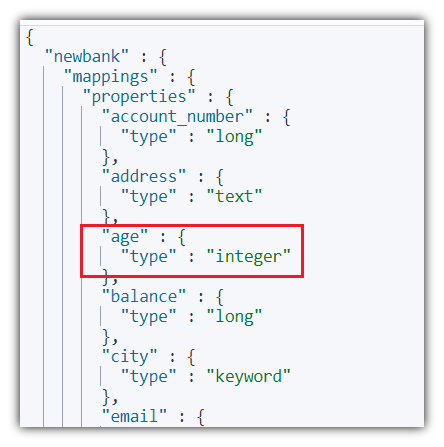 {
"newbank" : {
"mappings" : {
"properties" : {
"account_number" : {
"type" : "long"
},
"address" : {
"type" : "text"
},
"age" : {
"type" : "integer"
},
"balance" : {
"type" : "long"
},
"city" : {
"type" : "keyword"
},
"email" : {